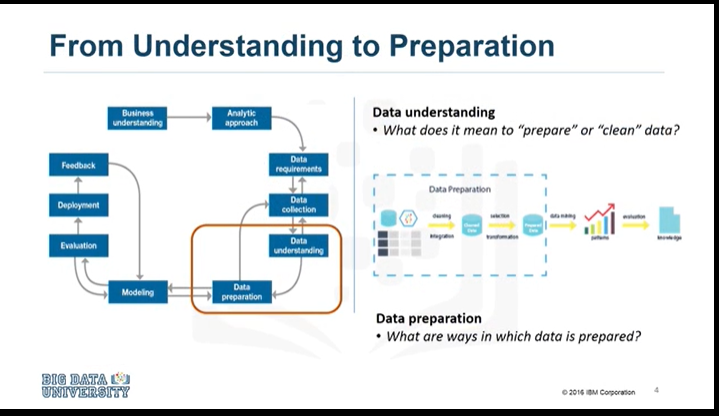 From Understanding to Preparation
Business
understanding
Analytic
approach
Feedback
Data
requirements
Deployment
Data
collection
Evaluation
Data
understanding
Modeling
Data
preparation
Data understanding
• What does it mean to “prepare” or “clean” data?
Data Preparation
cleaning
integration
selection
transformation
data mining
patterns
evaluation
knowledge
Data preparation
• What are ways in which data is prepared?
BIG DATA
UNIVERSITY
© 2016 IBM Corporation
4